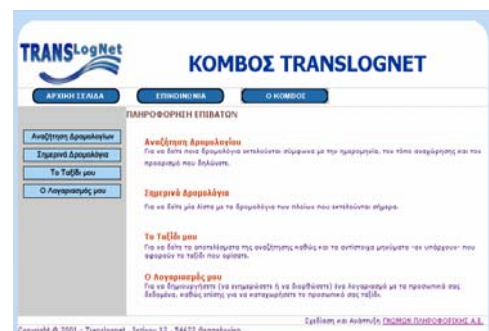 TRANSLogNet
ΚΟΜΒΟΣ TRANSLOGNET
ΑΡΧΙΚΗ ΣΕΛΙΔΑ
ΕΠΙΚΟΙΝΩΝΙΑ
Ο ΚΟΜΒΟΣ
ΠΛΗΡΟΦΟΡΗΣΗ ΕΠΙΒΑΤΩΝ
Αναζήτηση Δρομολογίων
Σημερινά Δρομολόγια
Το Ταξίδι μου
Ο Λογαριασμός μου
Αναζήτηση Δρομολογίου
Για να δείτε ποια δρομολόγια εκτελούνται σύμφωνα με την ημερομηνία, τον τόπο αναχώρησης και τον
προορισμό που δηλώνετε.
Σημερινά Δρομολόγια
Για να δείτε μία λίστα με τα δρομολόγια των πλοίων που εκτελούνται σήμερα.
Το Ταξίδι μου
Για να δείτε τα αποτελέσματα της αναζήτησης καθώς και τα αντίστοιχα μηνύματα -αν υπάρχουν- που
αφορούν το ταξίδι που ορίσατε.
Ο Λογαριασμός μου
Για να δημιουργήσετε (να ενημερώσετε ή να διορθώσετε) ένα λογαριασμό με τα προσωπικά σας
δεδομένα, καθώς επίσης για να καταχωρήσετε το προσωπικό σας ταξίδι.
Σχεδίαση και Ανάπτυξη ΓΝΩΜΩΝ ΠΛΗΡΟΦΟΡΙΚΗΣ Α.Ε.
Copyright © 2001 - Translognet 12 54622 Θεσσαλονίκη